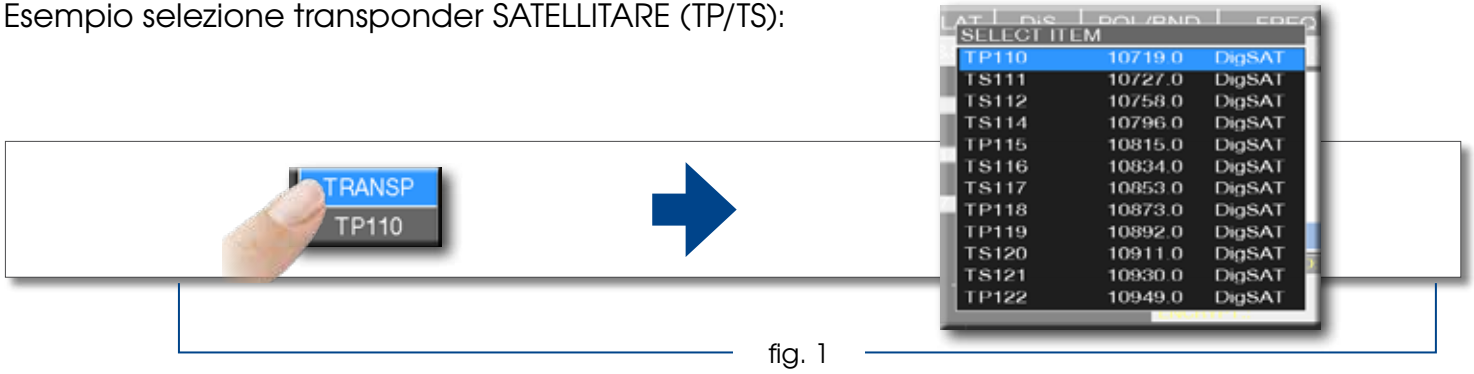 Esempio selezione transponder SATELLITARE (TP/TS):
POL/BND FREQ
SELECT ITEM
TP110 10719.0 DigSAT
TS111 10727.0 DigSAT
TS112 10758.0 DigSAT
TS114 10796.0 DigSAT
TP115 10815.0 DigSAT
TS116 10834.0 DigSAT
TS117 10853.0 DigSAT
TP118 10873.0 DigSAT
TP119 10892.0 DigSAT
TS120 10911.0 DigSAT
TS121 10930.0 DigSAT
TP122 10949.0 DigSAT
TRANSP
TP110
fig. 1